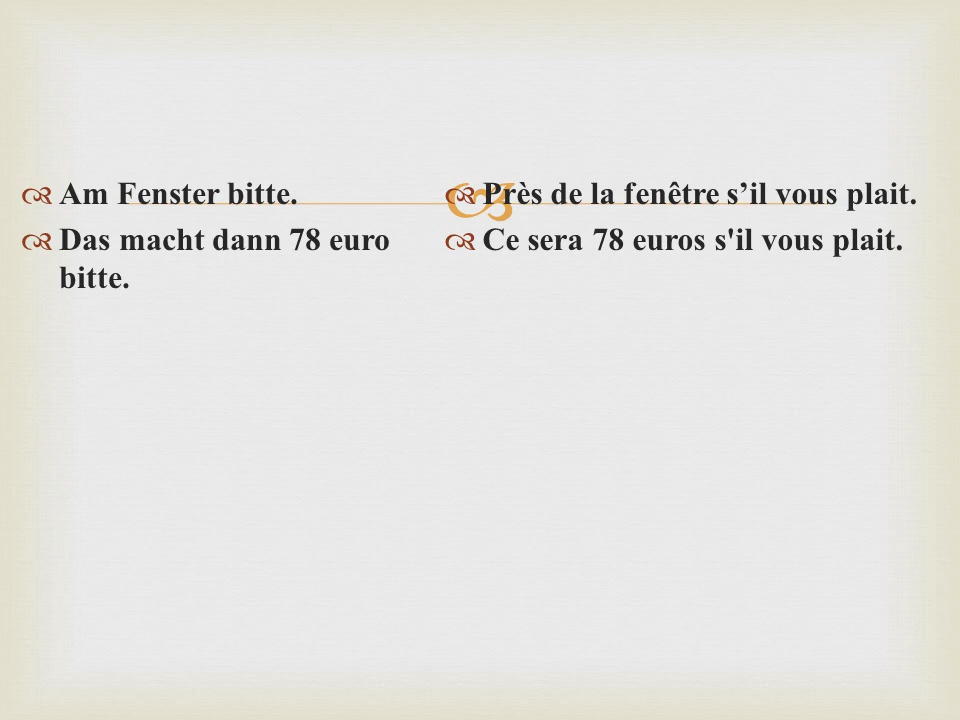 Am Fenster bitte.
Das macht dann 78 euro
bitte.
Près de la fenêtre s’il vous plait.
Ce sera 78 euros s'il vous plait.